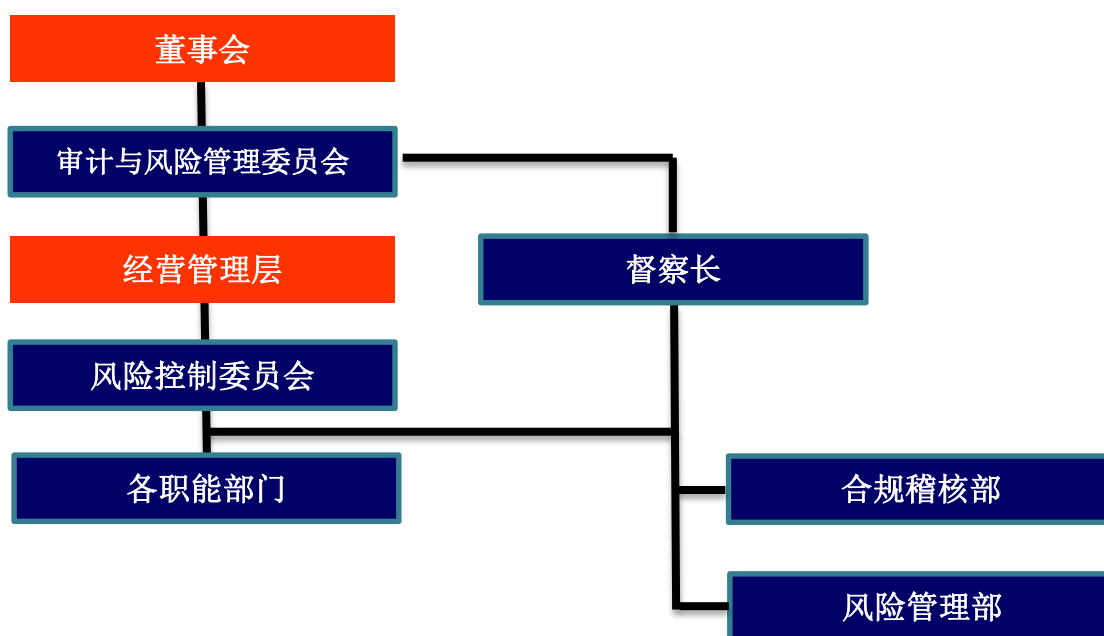 董事会
审计与风险管理委员会
经营管理层
督察长
风险控制委员会
各职能部门
合规稽核部
风险管理部